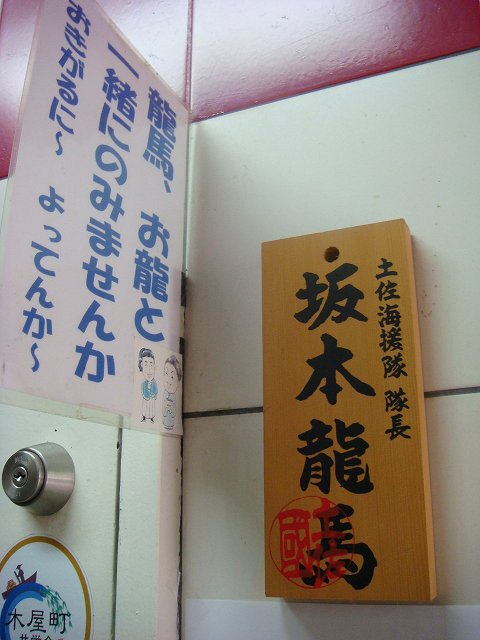 龍馬、お龍と
一緒にのみませんか
おきがるに～ よってんか～
土佐海援隊 隊長
坂本龍馬
木屋町